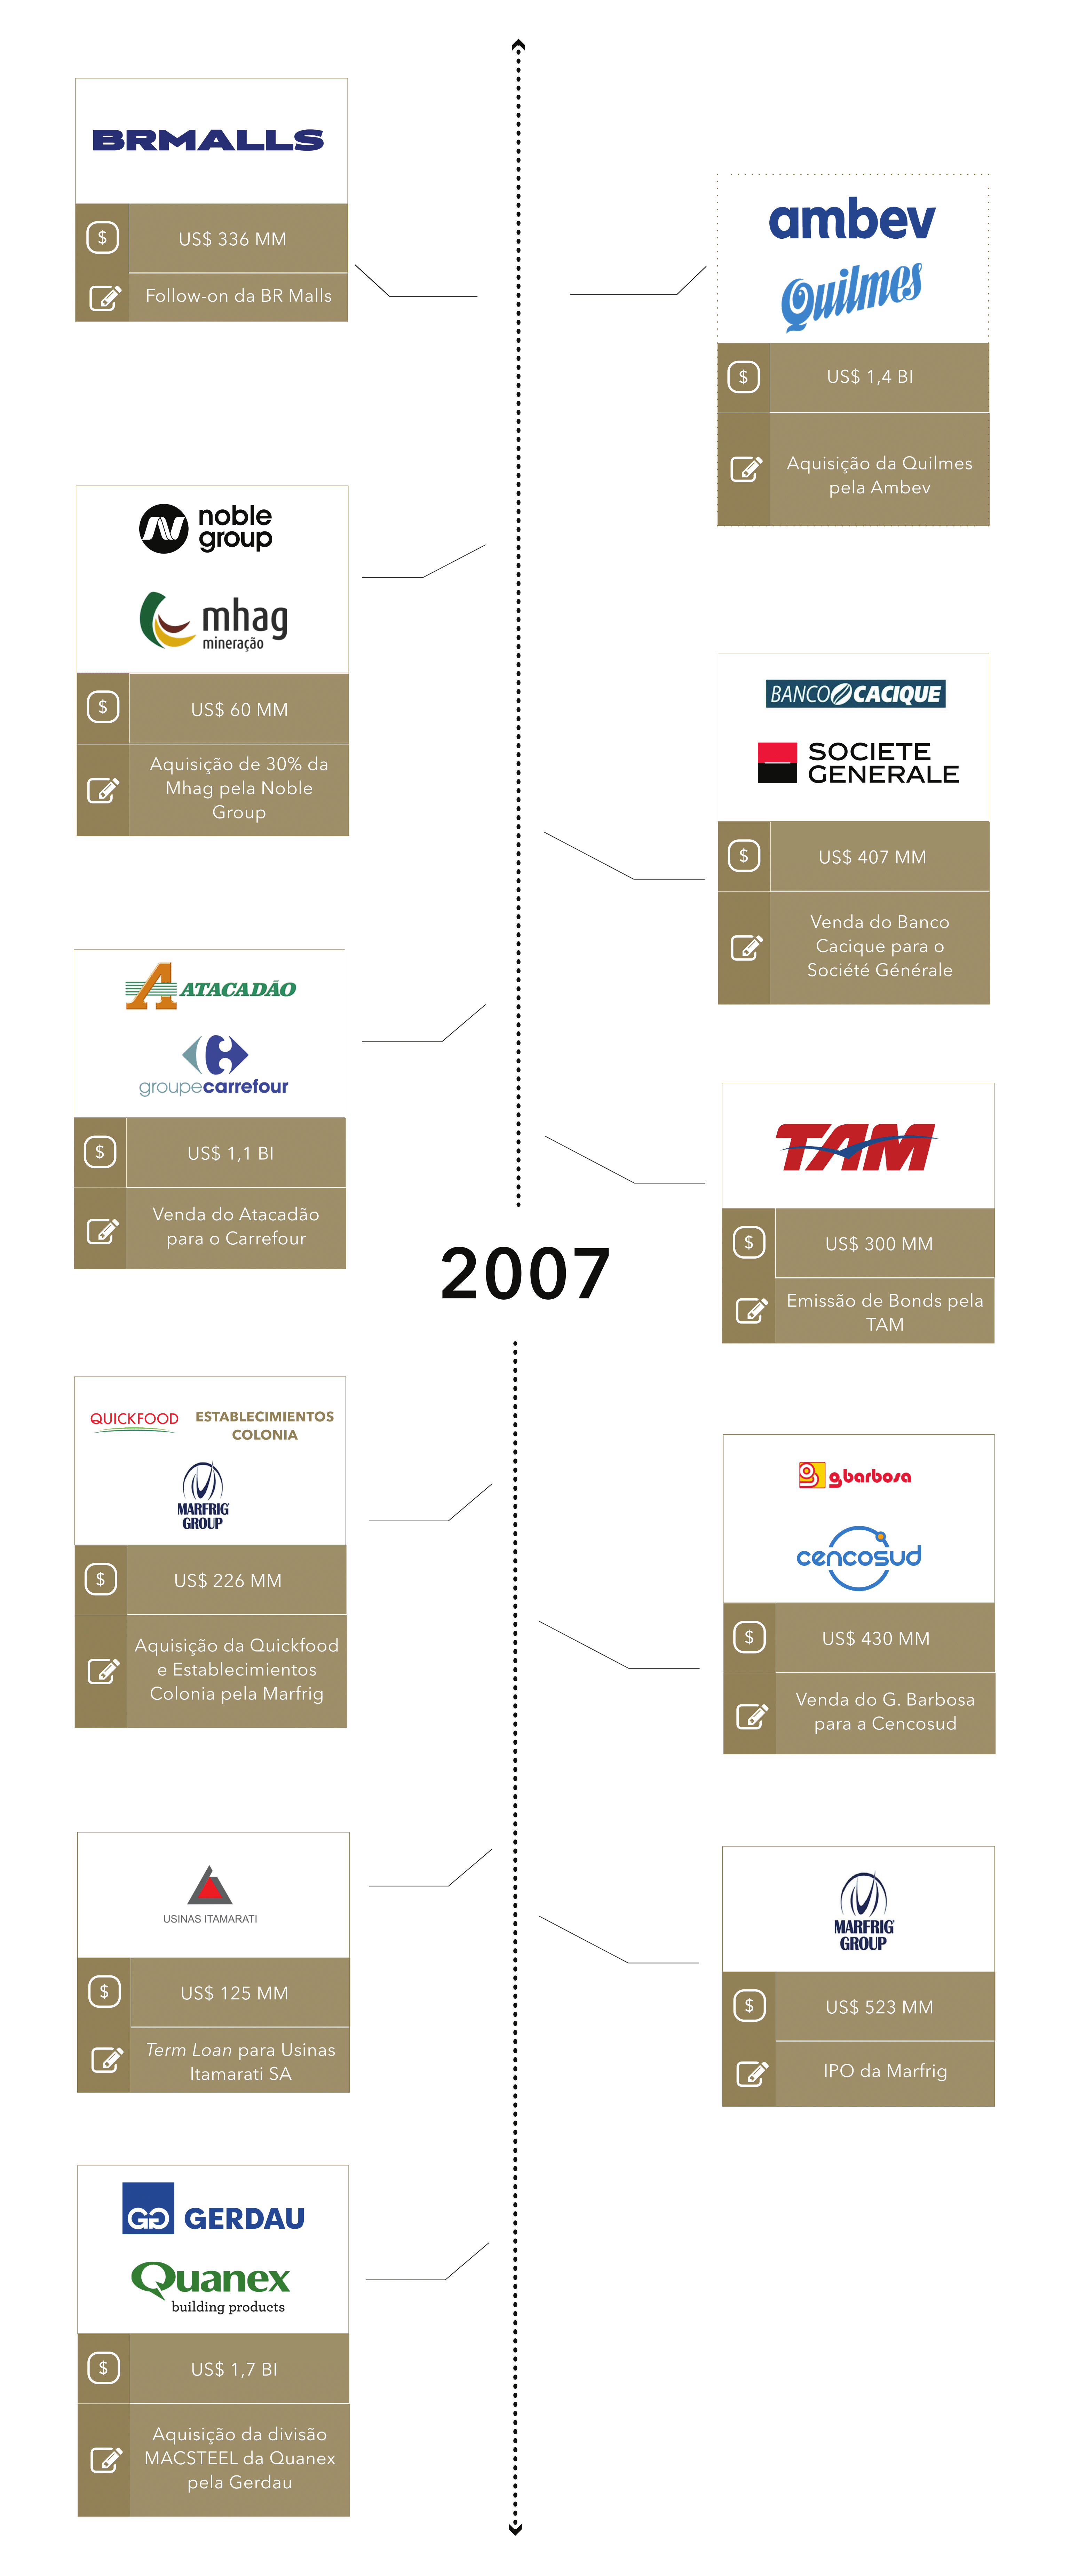 BRMALLS
$
US$ 336 MM
Follow-on da BR Malls
ambev
Quilmes
$
US$ 1,4 BI
Aquisição da Quilmes
pela Ambev
noble
group
mhag
mineração
$
US$ 60 MM
Aquisição de 30% da
Mhag pela Noble
Group
BANCO CACIQUE
SOCIETE
GENERALE
$
US$ 407 MM
Venda do Banco
Cacique para o
Société Générale
A ATACADÃO
groupecarrefour
$
US$ 1,1 BI
Venda do Atacadão
para o Carrefour
TAM
$
US$ 300 MM
Emissão de Bonds pela
TAM
2007
QUICKFOOD
ESTABLECIMIENTOS
COLONIA
MARFRIG
GROUP
$
US$ 226 MM
Aquisição da Quickfood
e Establecimientos
Colonia pela Marfrig
gbarbosa
cencosud
$
US$ 430 MM
Venda do G. Barbosa
para a Cencosud
USINAS ITAMARATI
$
US$ 125 MM
Term Loan para Usinas
Itamarati SA
MARFRIG
GROUP
$
US$ 523 MM
IPO da Marfrig
GG GERDAU
Quanex
building products
$
US$ 1,7 BI
Aquisição da divisão
MACSTEEL da Quanex
pela Gerdau